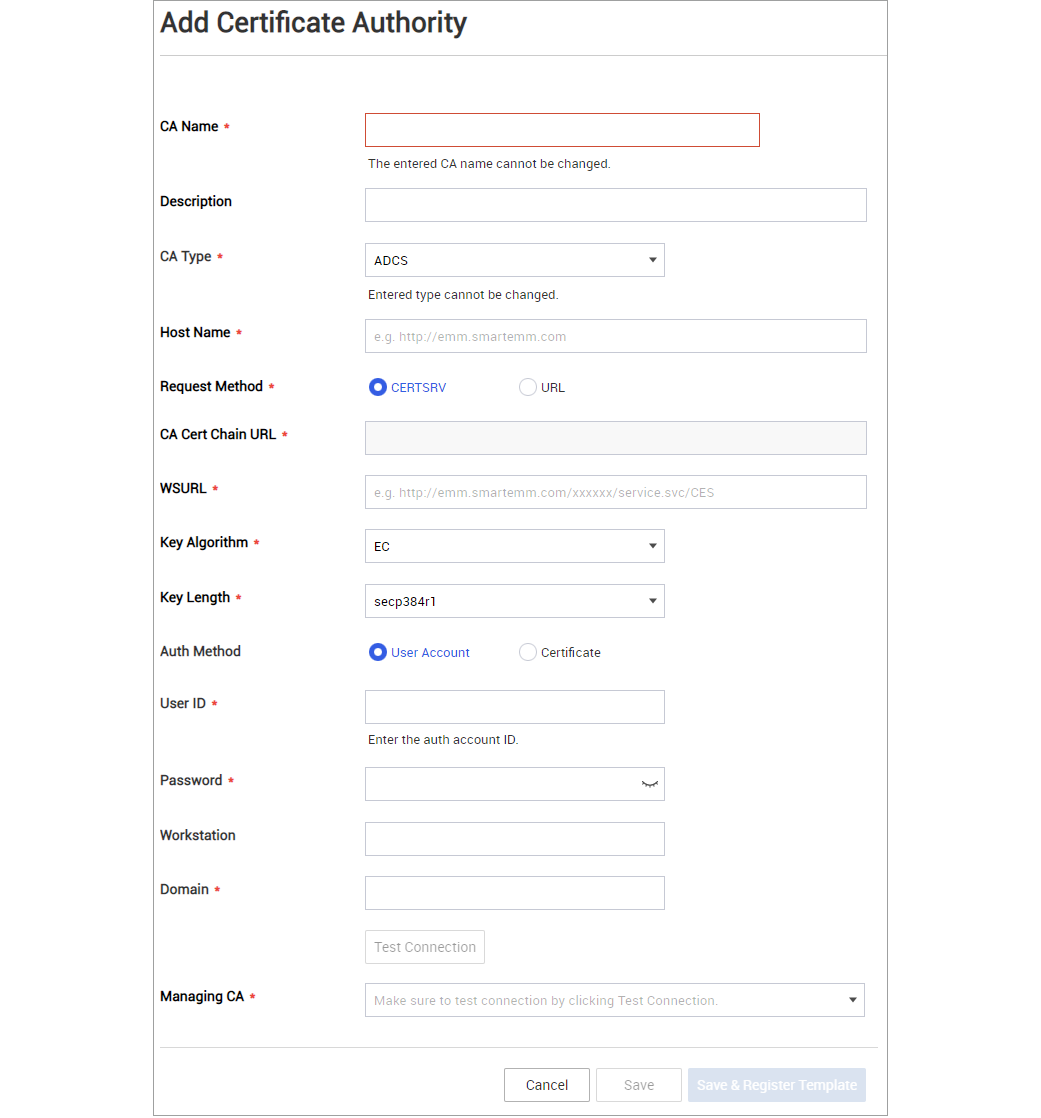 Add Certificate Authority
CA Name *
The entered CA name cannot be changed.
Description
CA Type *
ADCS
Entered type cannot be changed.
Host Name *
e.g. http://emm.smartemm.com
Request Method *
CERTSRV
URL
CA Cert Chain URL *
WSURL *
e.g. http://emm.smartemm.com/xxxxxx/service.svc/CES
Key Algorithm *
EC
Key Length *
secp384r1
Auth Method
User Account
Certificate
User ID *
Enter the auth account ID.
Password *
Workstation
Domain *
Test Connection
Managing CA *
Make sure to test connection by clicking Test Connection.
Cancel
Save
Save & Register Template